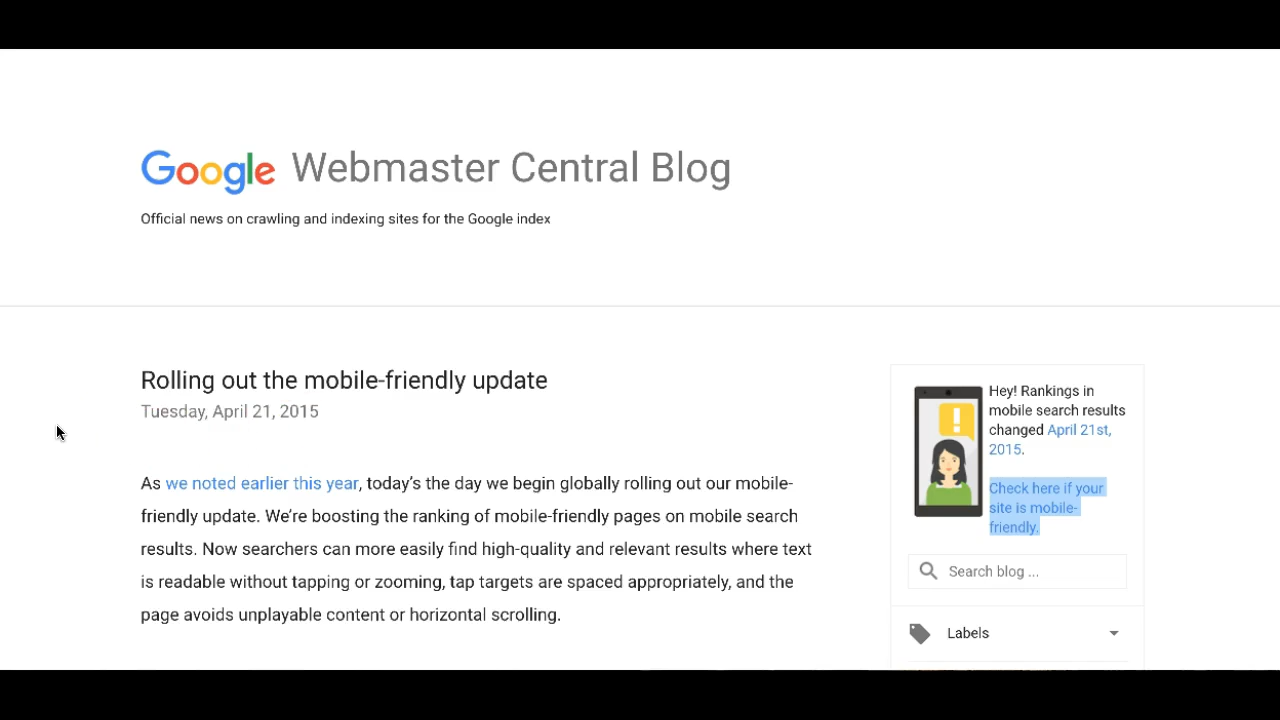 Google Webmaster Central Blog
Official news on crawling and indexing sites for the Google index
Rolling out the mobile-friendly update
Tuesday, April 21, 2015
As we noted earlier this year, today’s the day we begin globally rolling out our mobile-
friendly update. We’re boosting the ranking of mobile-friendly pages on mobile search
results. Now searchers can more easily find high-quality and relevant results where text
is readable without tapping or zooming, tap targets are spaced appropriately, and the
page avoids unplayable content or horizontal scrolling.
!
Hey! Rankings in
mobile search results
changed April 21st,
2015.
Check here if your
site is mobile-
friendly.
Search blog ...
Labels